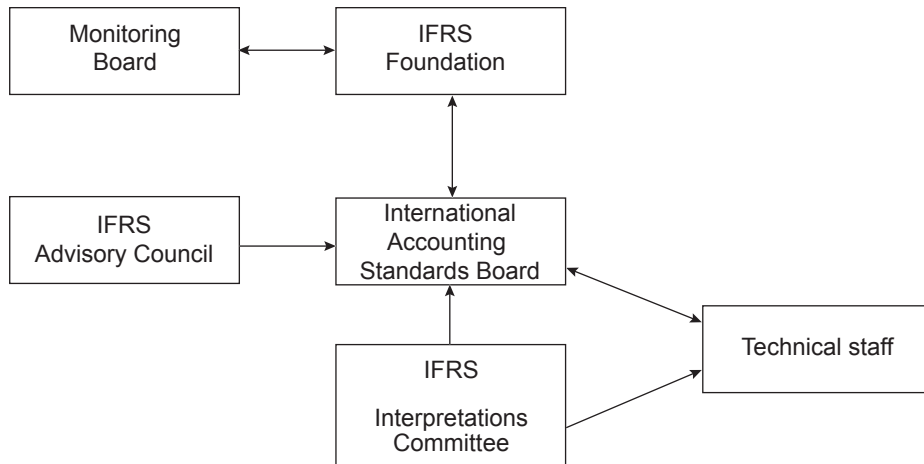 Monitoring
Board
IFRS
Foundation
IFRS
Advisory Council
International
Accounting
Standards Board
Technical staff
IFRS
Interpretations
Committee